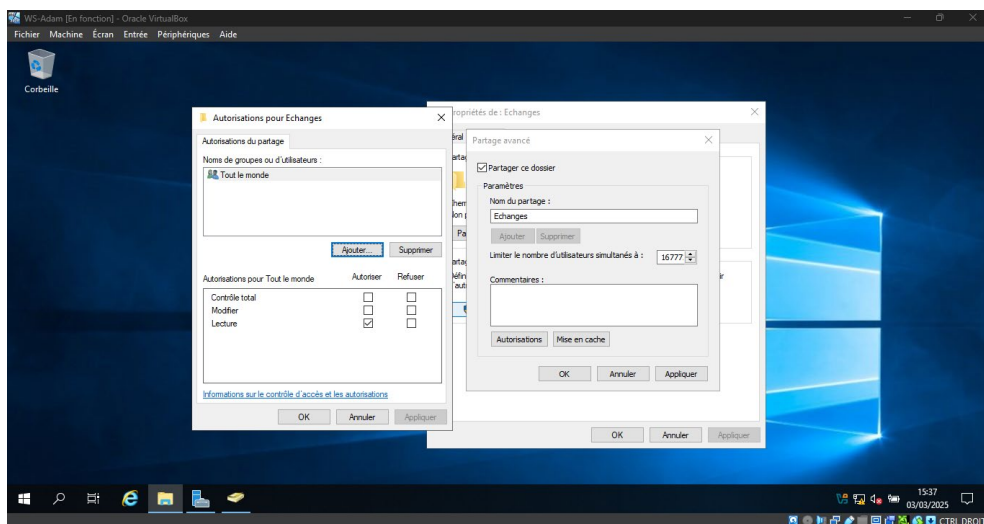 WS-Adam [En fonction] - Oracle VirtualBox
Fichier Machine Écran Entrée Périphériques Aide
Corbeille
Autorisations pour Echanges
Autorisations du partage
Noms de groupes ou d'utilisateurs :
Tout le monde
Ajouter...
Supprimer
Autorisations pour Tout le monde Autoriser Refuser
Contrôle total
Modifier
Lecture
Informations sur le contrôle d'accès et les autorisations
OK Annuler Appliquer
ropriétés de : Echanges
Partage avancé
Partager ce dossier
Paramètres
Nom du partage :
Echanges
Ajouter Supprimer
Limiter le nombre d'utilisateurs simultanés à : 16777
Commentaires :
Autorisations Mise en cache
OK Annuler Appliquer
OK Annuler Appliquer
15:37
03/03/2025
CTRL DROIT